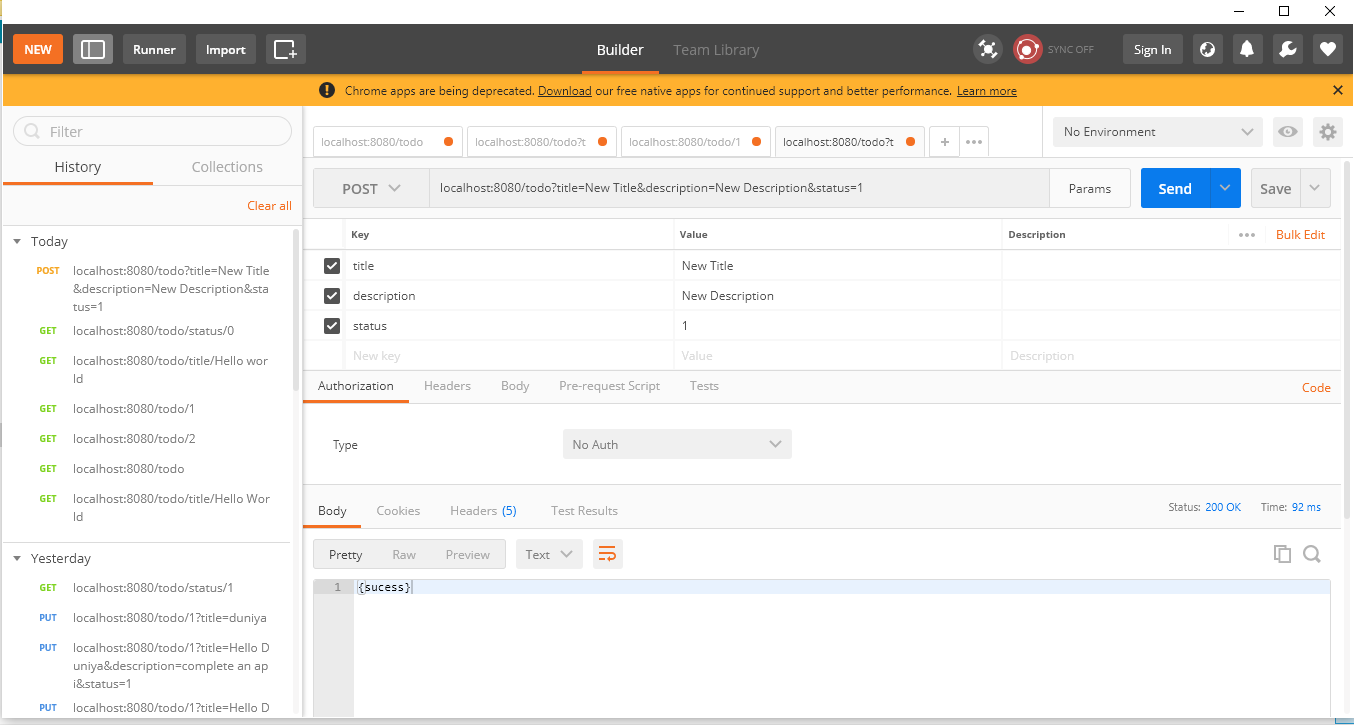 NEW Runner Import Builder Team Library SYNC OFF Sign In
Chrome apps are being deprecated. Download our free native apps for continued support and better performance. Learn more
Filter
History Collections
Clear all
Today
POST localhost:8080/todo?title=New Title
&description=New Description&sta
tus=1
GET localhost:8080/todo/status/0
GET localhost:8080/todo/title/Hello wor
ld
GET localhost:8080/todo/1
GET localhost:8080/todo/2
GET localhost:8080/todo
GET localhost:8080/todo/title/Hello Wor
ld
Yesterday
GET localhost:8080/todo/status/1
PUT localhost:8080/todo/1?title=duniya
PUT localhost:8080/todo/1?title=Hello D
uniya&description=complete an ap
i&status=1
PUT localhost:8080/todo/1?title=Hello D
localhost:8080/todo localhost:8080/todo?t localhost:8080/todo/1 localhost:8080/todo?t + ••• No Environment
POST localhost:8080/todo?title=New Title&description=New Description&status=1 Params Send Save
Key Value Description ••• Bulk Edit
title New Title
description New Description
status 1
New key Value Description
Authorization Headers Body Pre-request Script Tests Code
Type No Auth
Body Cookies Headers (5) Test Results Status: 200 OK Time: 92 ms
Pretty Raw Preview Text
1 {sucess}